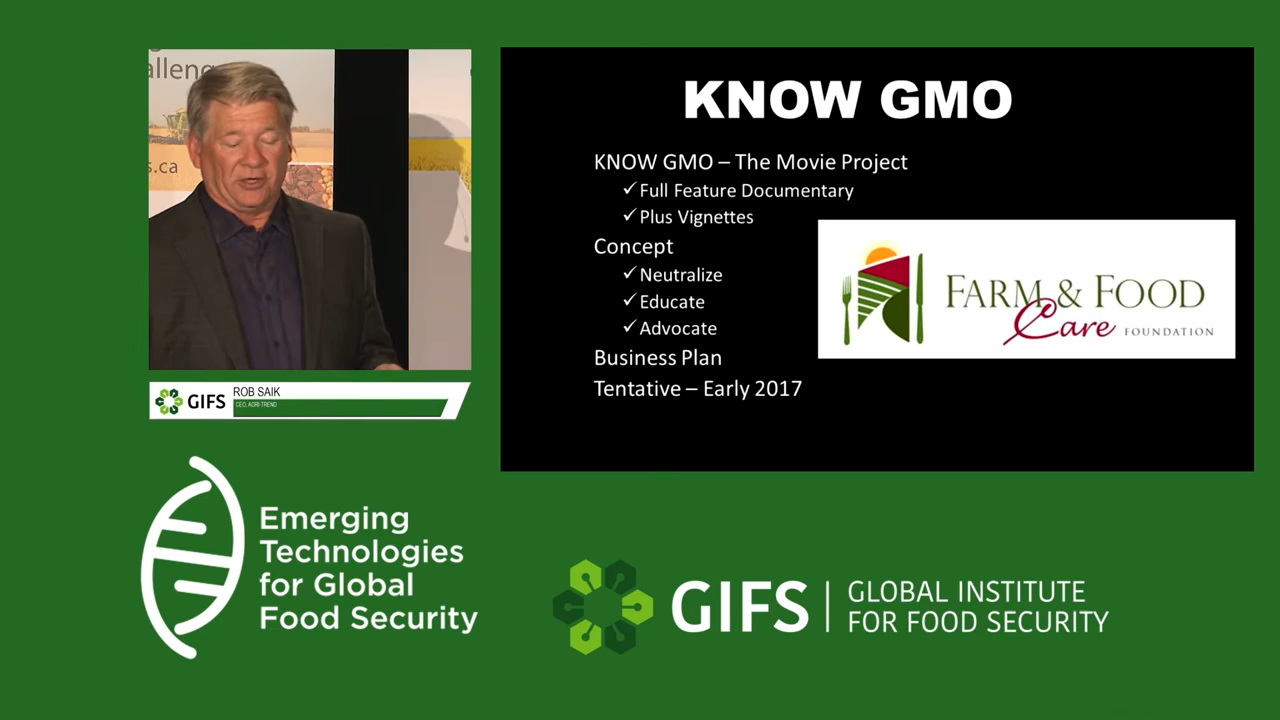 alleng
s.ca
GIFS
ROB SAIK
CEO, AGRI-TREND
KNOW GMO
KNOW GMO – The Movie Project
✓Full Feature Documentary
✓Plus Vignettes
Concept
✓Neutralize
✓Educate
✓Advocate
Business Plan
Tentative – Early 2017
FARM & FOOD
Care FOUNDATION
Emerging
Technologies
for Global
Food Security
GIFS
GLOBAL INSTITUTE
FOR FOOD SECURITY